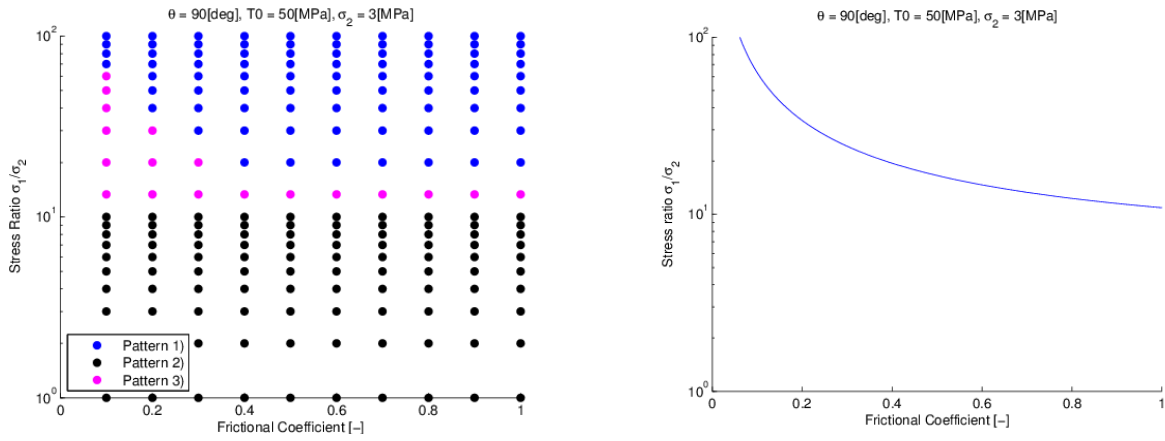 θ = 90[deg], T0 = 50[MPa], σ2 = 3[MPa]
Stress Ratio σ1/σ2
10^2
10^1
10^0
0
0.2
0.4
0.6
0.8
1
Frictional Coefficient [−]
Pattern 1)
Pattern 2)
Pattern 3)
θ = 90[deg], T0 = 50[MPa], σ2 = 3[MPa]
Stress ratio σ1/σ2
10^2
10^1
10^0
0
0.2
0.4
0.6
0.8
1
Frictional Coefficient [−]